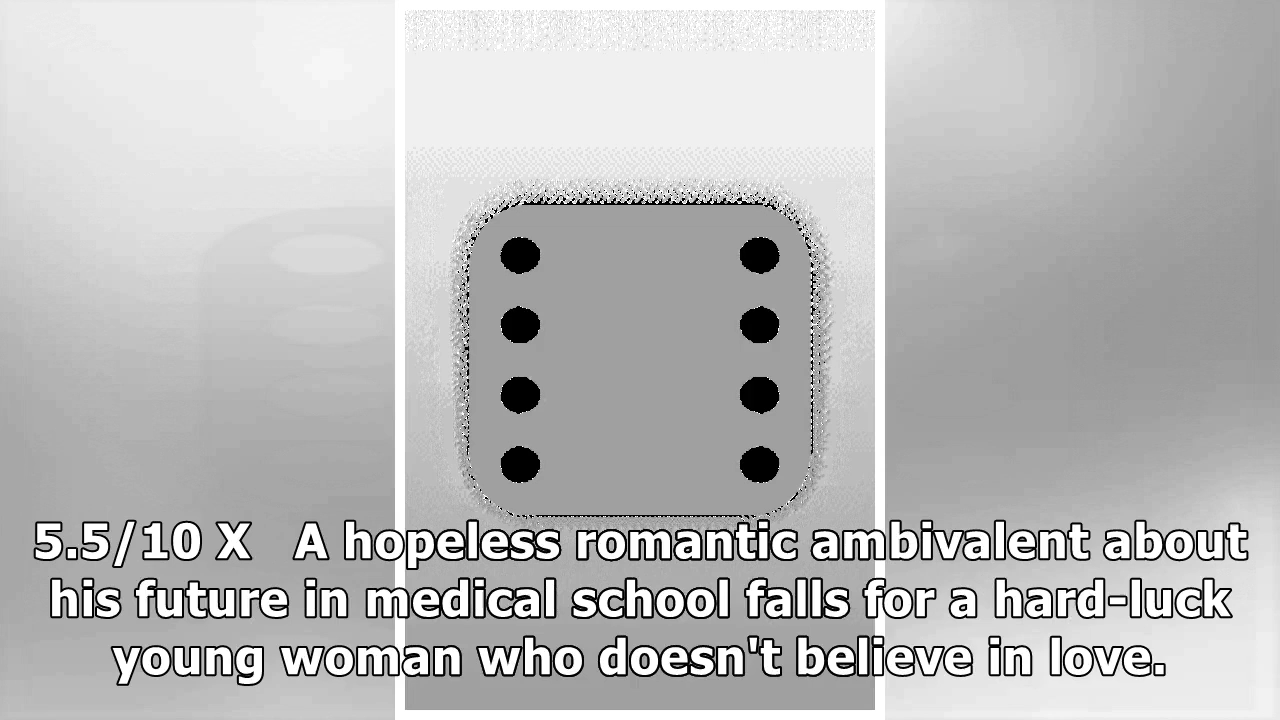 5.5/10 X   A hopeless romantic ambivalent about
his future in medical school falls for a hard-luck
young woman who doesn't believe in love.